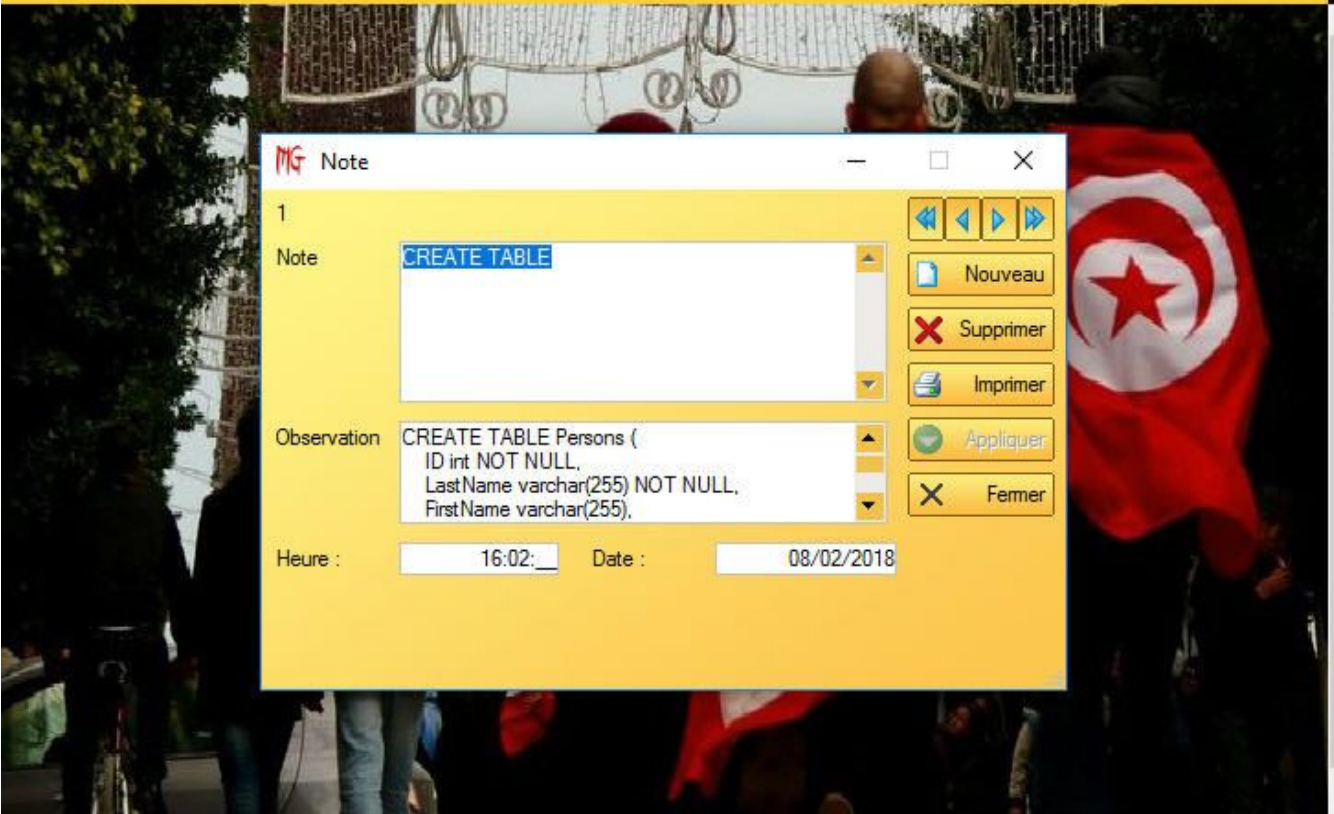 MG Note
1
Note
CREATE TABLE
Nouveau
Supprimer
Imprimer
Observation
CREATE TABLE Persons (
ID int NOT NULL,
LastName varchar(255) NOT NULL,
FirstName varchar(255),
Appliquer
Fermer
Heure :
16:02:__
Date :
08/02/2018